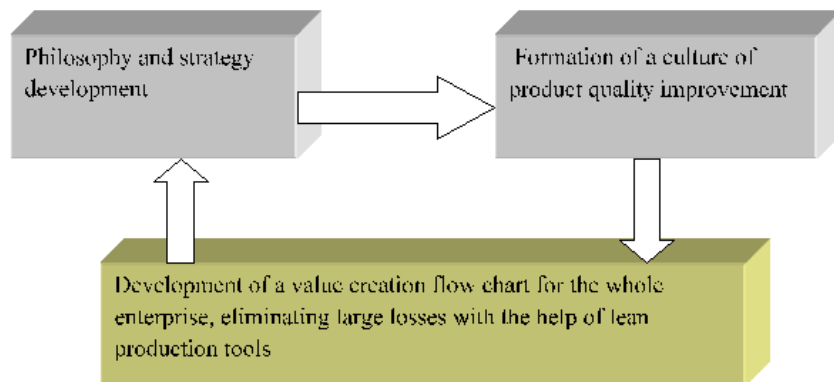 Philosophy and strategy
development
Formation of a culture of
product quality improvement
Development of a value creation flow chart for the whole
enterprise, eliminating large losses with the help of lean
production tools